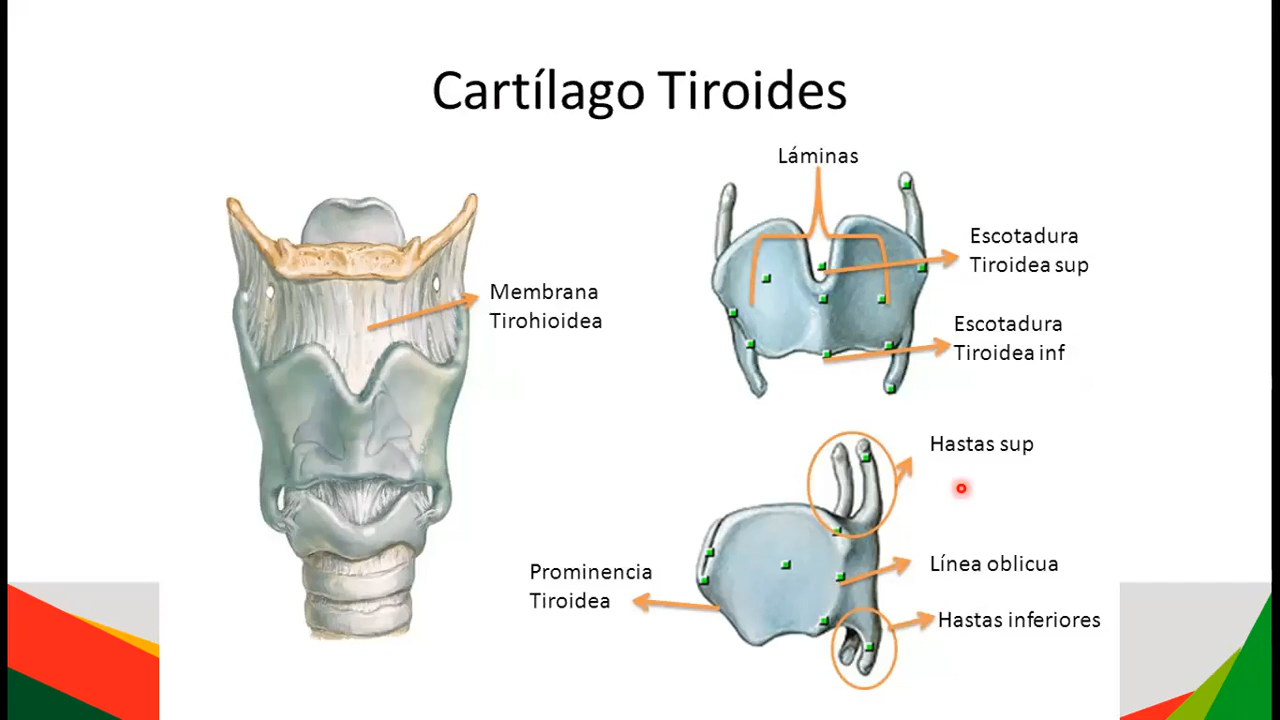 Cartílago Tiroides
Láminas
Escotadura
Tiroidea sup
Membrana
Tirohioidea
Escotadura
Tiroidea inf
Hastas sup
Prominencia
Tiroidea
Línea oblicua
Hastas inferiores